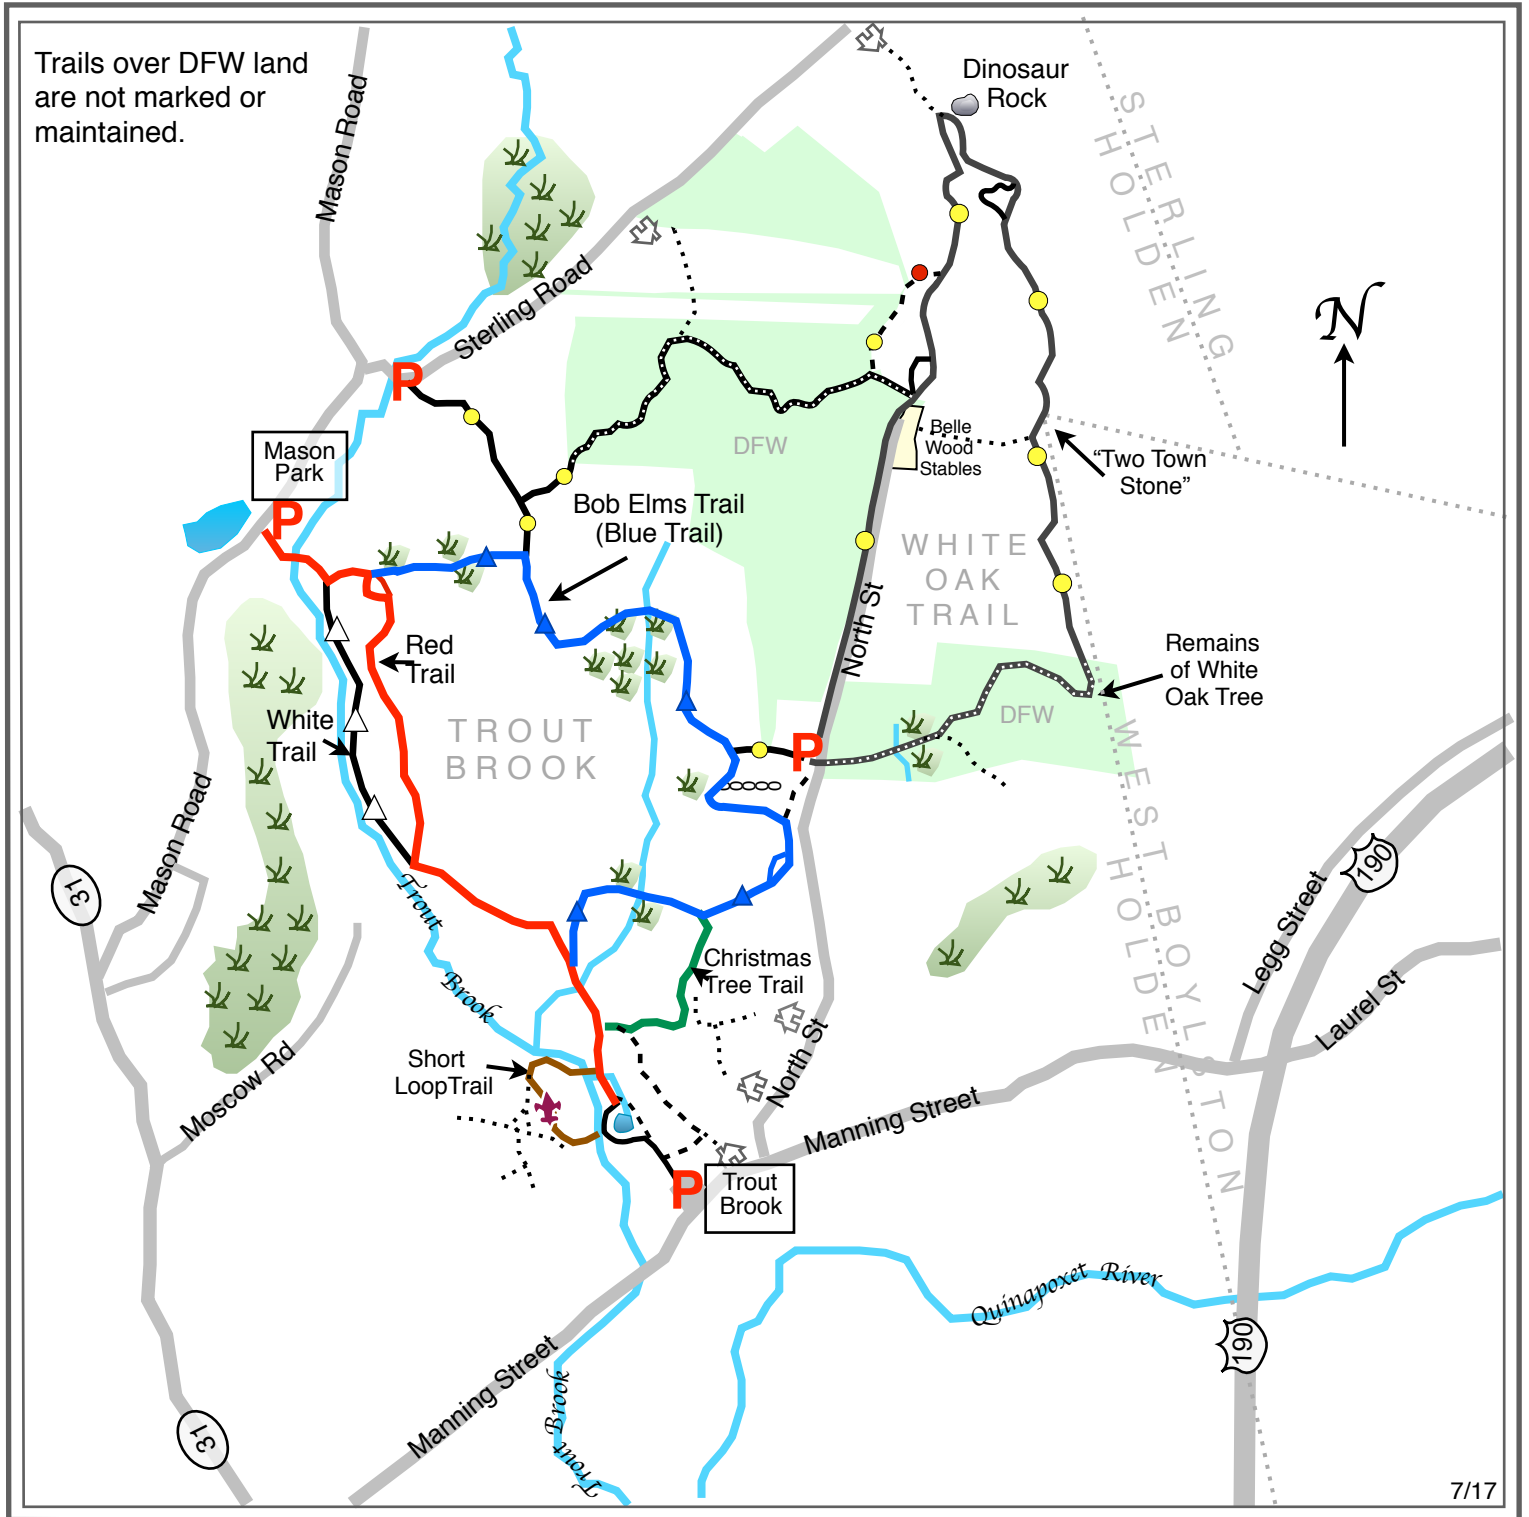 Trails over DFW land
are not marked or
maintained.
Mason Road
Dinosaur
Rock
STERLING
HOLDEN
Sterling Road
N
P
Mason
Park
P
DFW
Belle
Wood
Stables
“Two Town
Stone”
Bob Elms Trail
(Blue Trail)
WHITE
OAK
TRAIL
North St
Red
Trail
Remains
of White
Oak Tree
White
Trail
TROUT
BROOK
DFW
P
Mason Road
31
Trout
Brook
Christmas
Tree Trail
WEST BOYLSTON
HOLDEN
190
Legg Street
Laurel St
Short
LoopTrail
Moscow Rd
North St
Manning Street
P
Trout
Brook
Quinapoxet River
190
Manning Street
Trout Brook
31
7/17